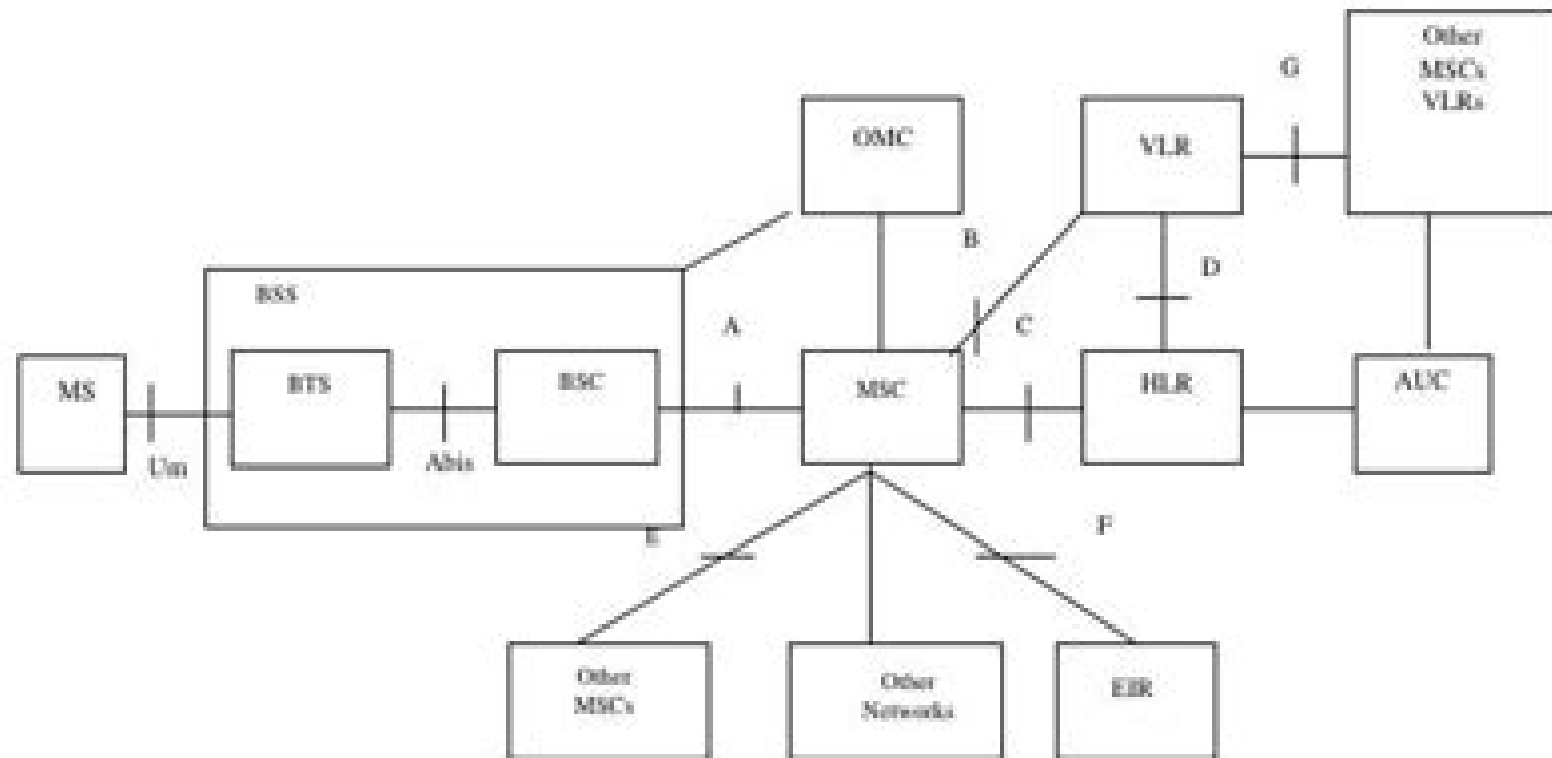 Other
MSCs
VLRs
G
OMC
VLR
B
D
BSS
A
C
MS
BTS
BSC
MSC
HLR
AUC
Um
Abis
E
F
Other
MSCs
Other
Networks
EIR